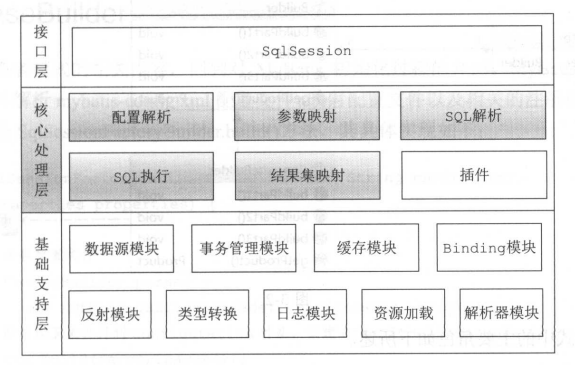 接口层
SqlSession
核心处理层
配置解析
参数映射
SQL解析
SQL执行
结果集映射
插件
基础支持层
数据源模块
事务管理模块
缓存模块
Binding模块
反射模块
类型转换
日志模块
资源加载
解析器模块